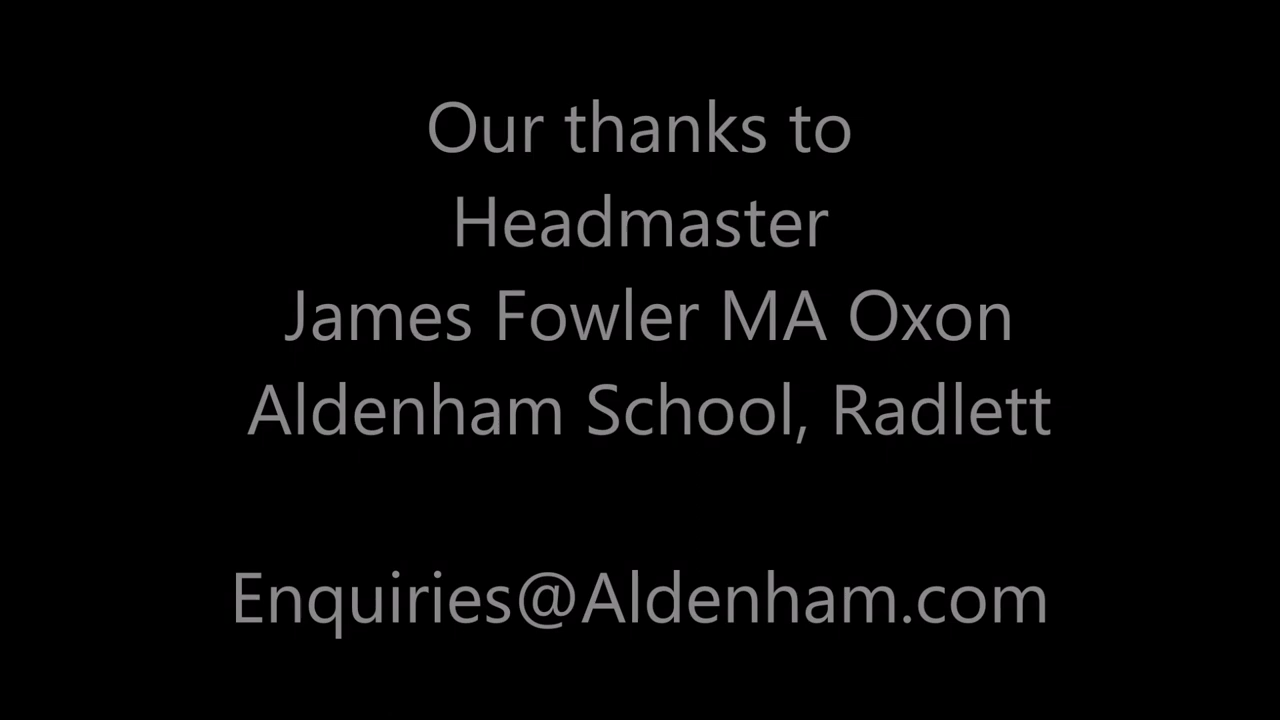 Our thanks to
Headmaster
James Fowler MA Oxon
Aldenham School, Radlett
Enquiries@Aldenham.com